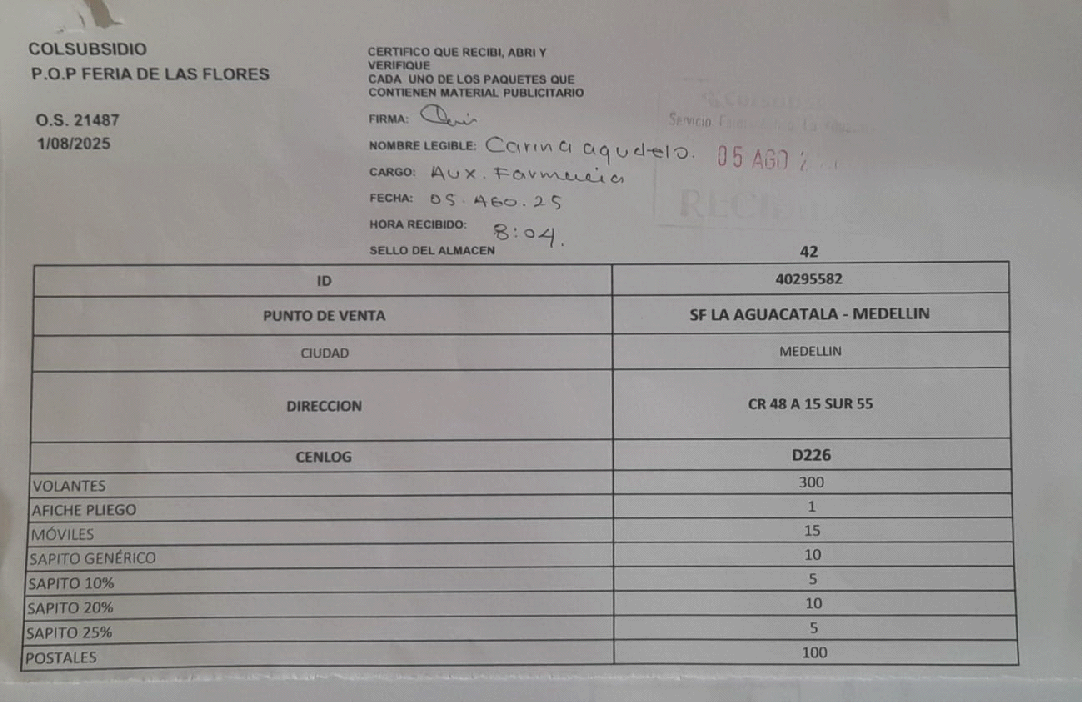 COLSUBSIDIO
P.O.P FERIA DE LAS FLORES
O.S. 21487
1/08/2025
CERTIFICO QUE RECIBI, ABRI Y
VERIFIQUE
CADA UNO DE LOS PAQUETES QUE
CONTIENEN MATERIAL PUBLICITARIO
FIRMA:
NOMBRE LEGIBLE: Carina agudelo.
CARGO: Aux. Farmacia
FECHA: 05. AGO. 25
HORA RECIBIDO: 8:04.
SELLO DEL ALMACEN
Servicio
05 AGO 2
RECIB
42
ID 40295582
PUNTO DE VENTA SF LA AGUACATALA - MEDELLIN
CIUDAD MEDELLIN
DIRECCION CR 48 A 15 SUR 55
CENLOG D226
VOLANTES 300
AFICHE PLIEGO 1
MÓVILES 15
SAPITO GENÉRICO 10
SAPITO 10% 5
SAPITO 20% 10
SAPITO 25% 5
POSTALES 100